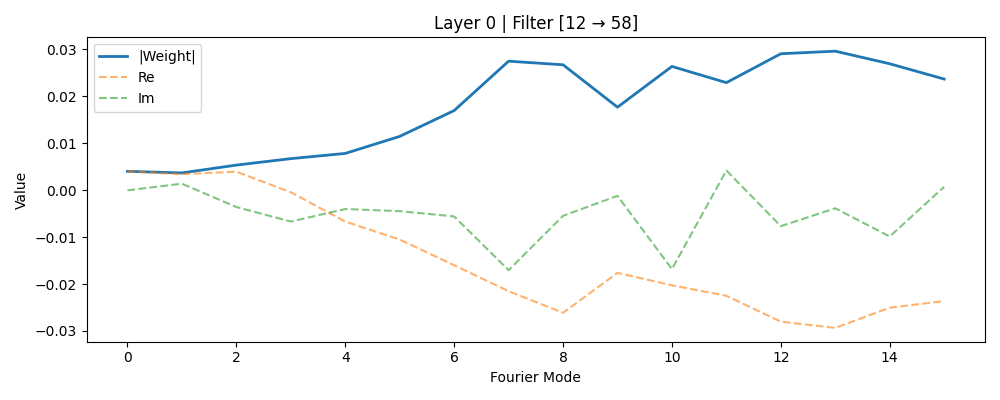 Layer 0 | Filter [12 → 58]
|Weight|
Re
Im
0.03
0.02
0.01
0.00
−0.01
−0.02
−0.03
Value
0 2 4 6 8 10 12 14
Fourier Mode